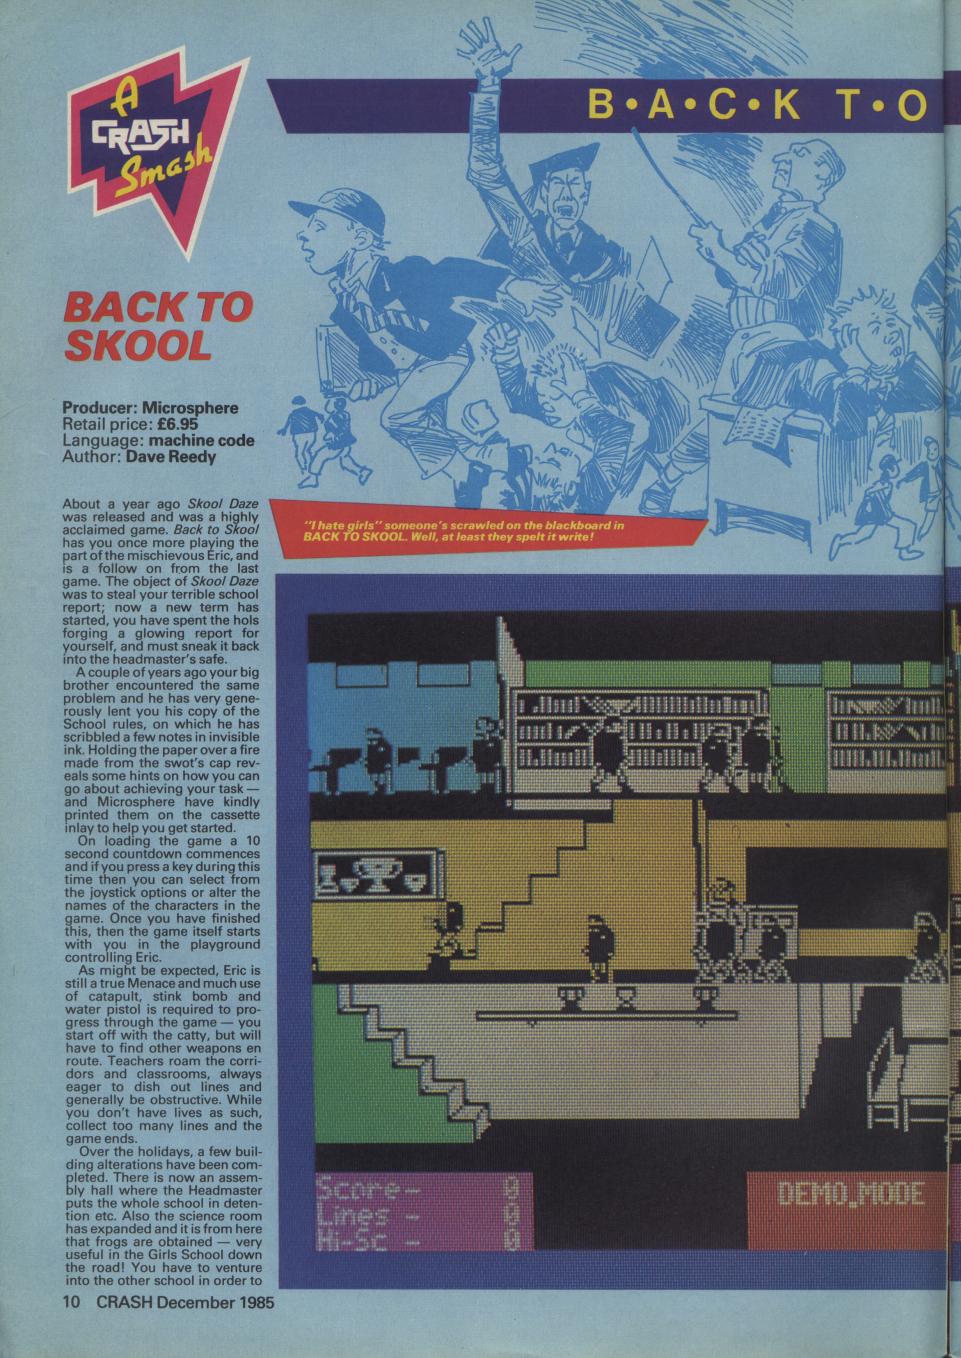 A
CRASH
Smash
B•A•C•K T•O
BACK TO
SKOOL
Producer: Microsphere
Retail price: £6.95
Language: machine code
Author: Dave Reedy
About a year ago Skool Daze
was released and was a highly
acclaimed game. Back to Skool
has you once more playing the
part of the mischievous Eric, and
is a follow on from the last
game. The object of Skool Daze
was to steal your terrible school
report; now a new term has
started, you have spent the hols
forging a glowing report for
yourself, and must sneak it back
into the headmaster's safe.
A couple of years ago your big
brother encountered the same
problem and he has very gene-
rously lent you his copy of the
School rules, on which he has
scribbled a few notes in invisible
ink. Holding the paper over a fire
made from the swot's cap rev-
eals some hints on how you can
go about achieving your task —
and Microsphere have kindly
printed them on the cassette
inlay to help you get started.
On loading the game a 10
second countdown commences
and if you press a key during this
time then you can select from
the joystick options or alter the
names of the characters in the
game. Once you have finished
this, then the game itself starts
with you in the playground
controlling Eric.
As might be expected, Eric is
still a true Menace and much use
of catapult, stink bomb and
water pistol is required to pro-
gress through the game — you
start off with the catty, but will
have to find other weapons en
route. Teachers roam the corri-
dors and classrooms, always
eager to dish out lines and
generally be obstructive. While
you don't have lives as such,
collect too many lines and the
game ends.
Over the holidays, a few buil-
ding alterations have been com-
pleted. There is now an assem-
bly hall where the Headmaster
puts the whole school in deten-
tion etc. Also the science room
has expanded and it is from here
that frogs are obtained — very
useful in the Girls School down
the road! You have to venture
into the other school in order to
"I hate girls" someone's scrawled on the blackboard in
BACK TO SKOOL. Well, at least they spelt it write!
Score- 0
Lines - 0
Hi-Sc - 0
DEMO.MODE
10 CRASH December 1985